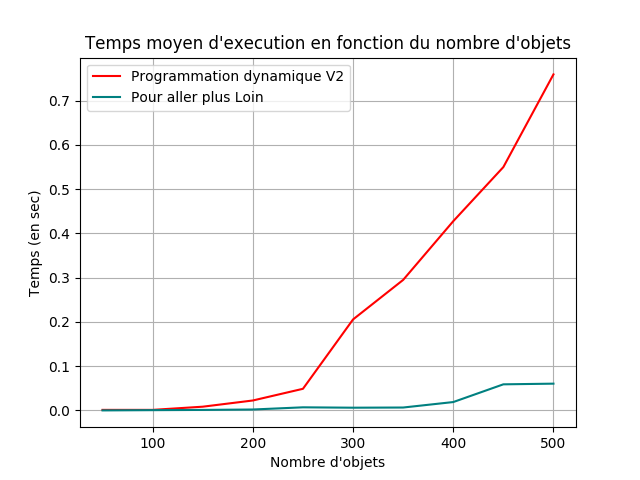 Temps moyen d'execution en fonction du nombre d'objets
Programmation dynamique V2
Pour aller plus Loin
Temps (en sec)
0.7
0.6
0.5
0.4
0.3
0.2
0.1
0.0
100 200 300 400 500
Nombre d'objets